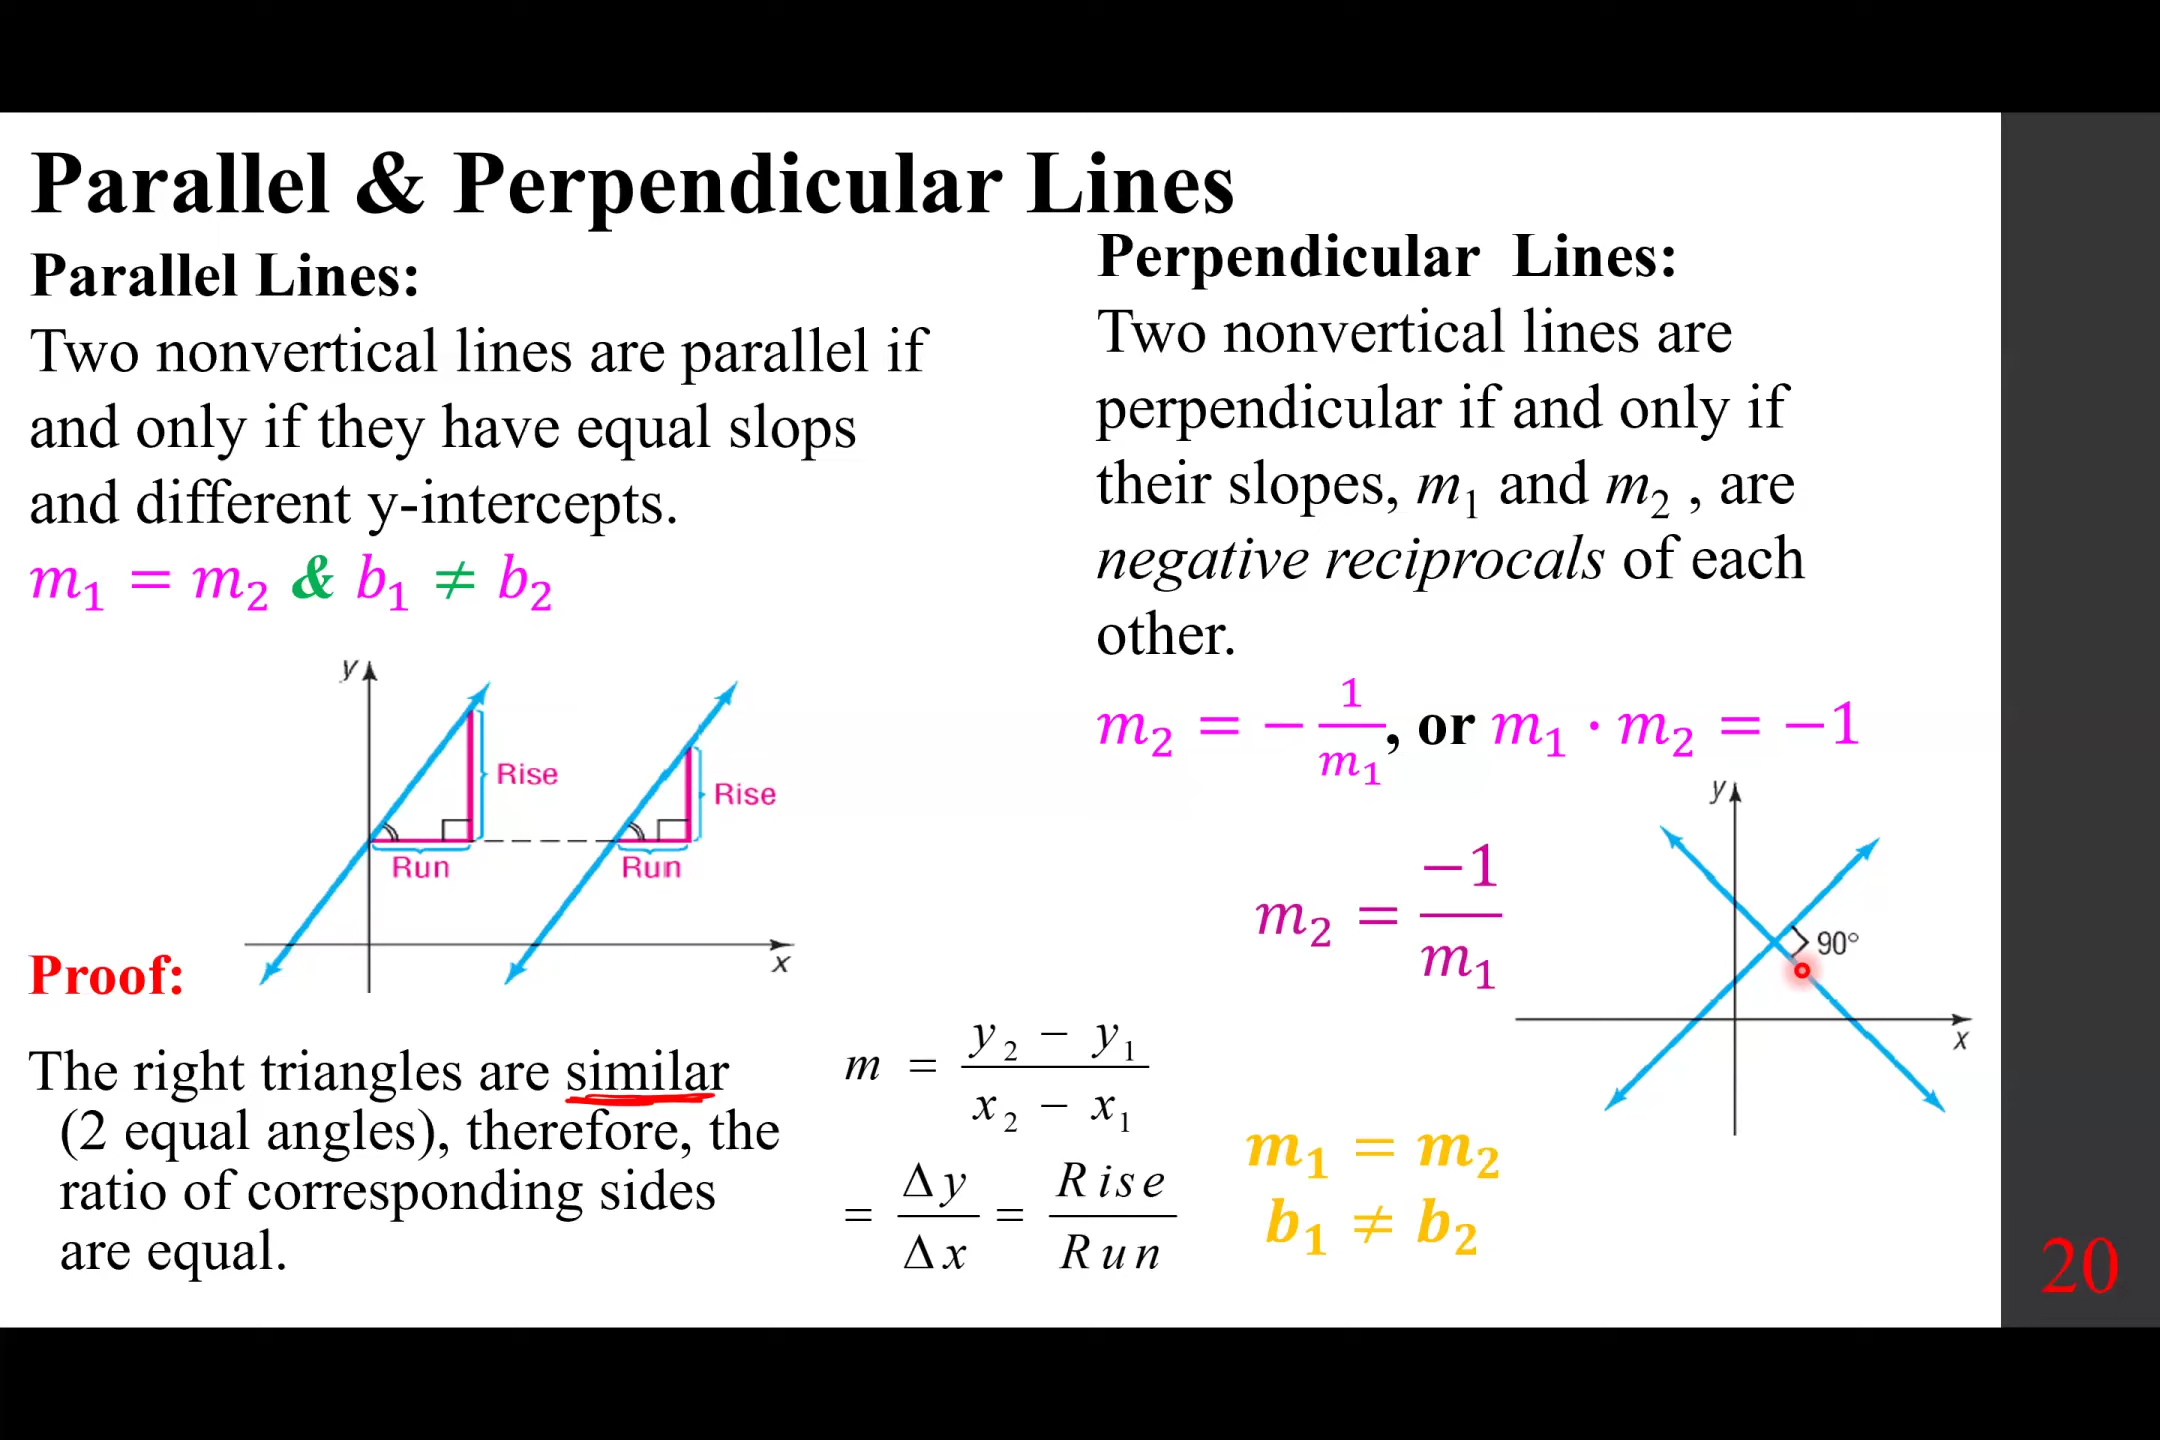 Parallel & Perpendicular Lines
Parallel Lines:
Two nonvertical lines are parallel if
and only if they have equal slops
and different y-intercepts.
m₁ = m₂ & b₁ ≠ b₂
y
Rise
Rise
Run
Run
x
Proof:
The right triangles are similar
(2 equal angles), therefore, the
ratio of corresponding sides
are equal.
m = (y₂ − y₁)/(x₂ − x₁)
= Δy/Δx = Rise/Run
Perpendicular Lines:
Two nonvertical lines are
perpendicular if and only if
their slopes, m₁ and m₂ , are
negative reciprocals of each
other.
m₂ = −1/m₁, or m₁ · m₂ = −1
m₂ = −1/m₁
y
90°
x
m₁ = m₂
b₁ ≠ b₂
20